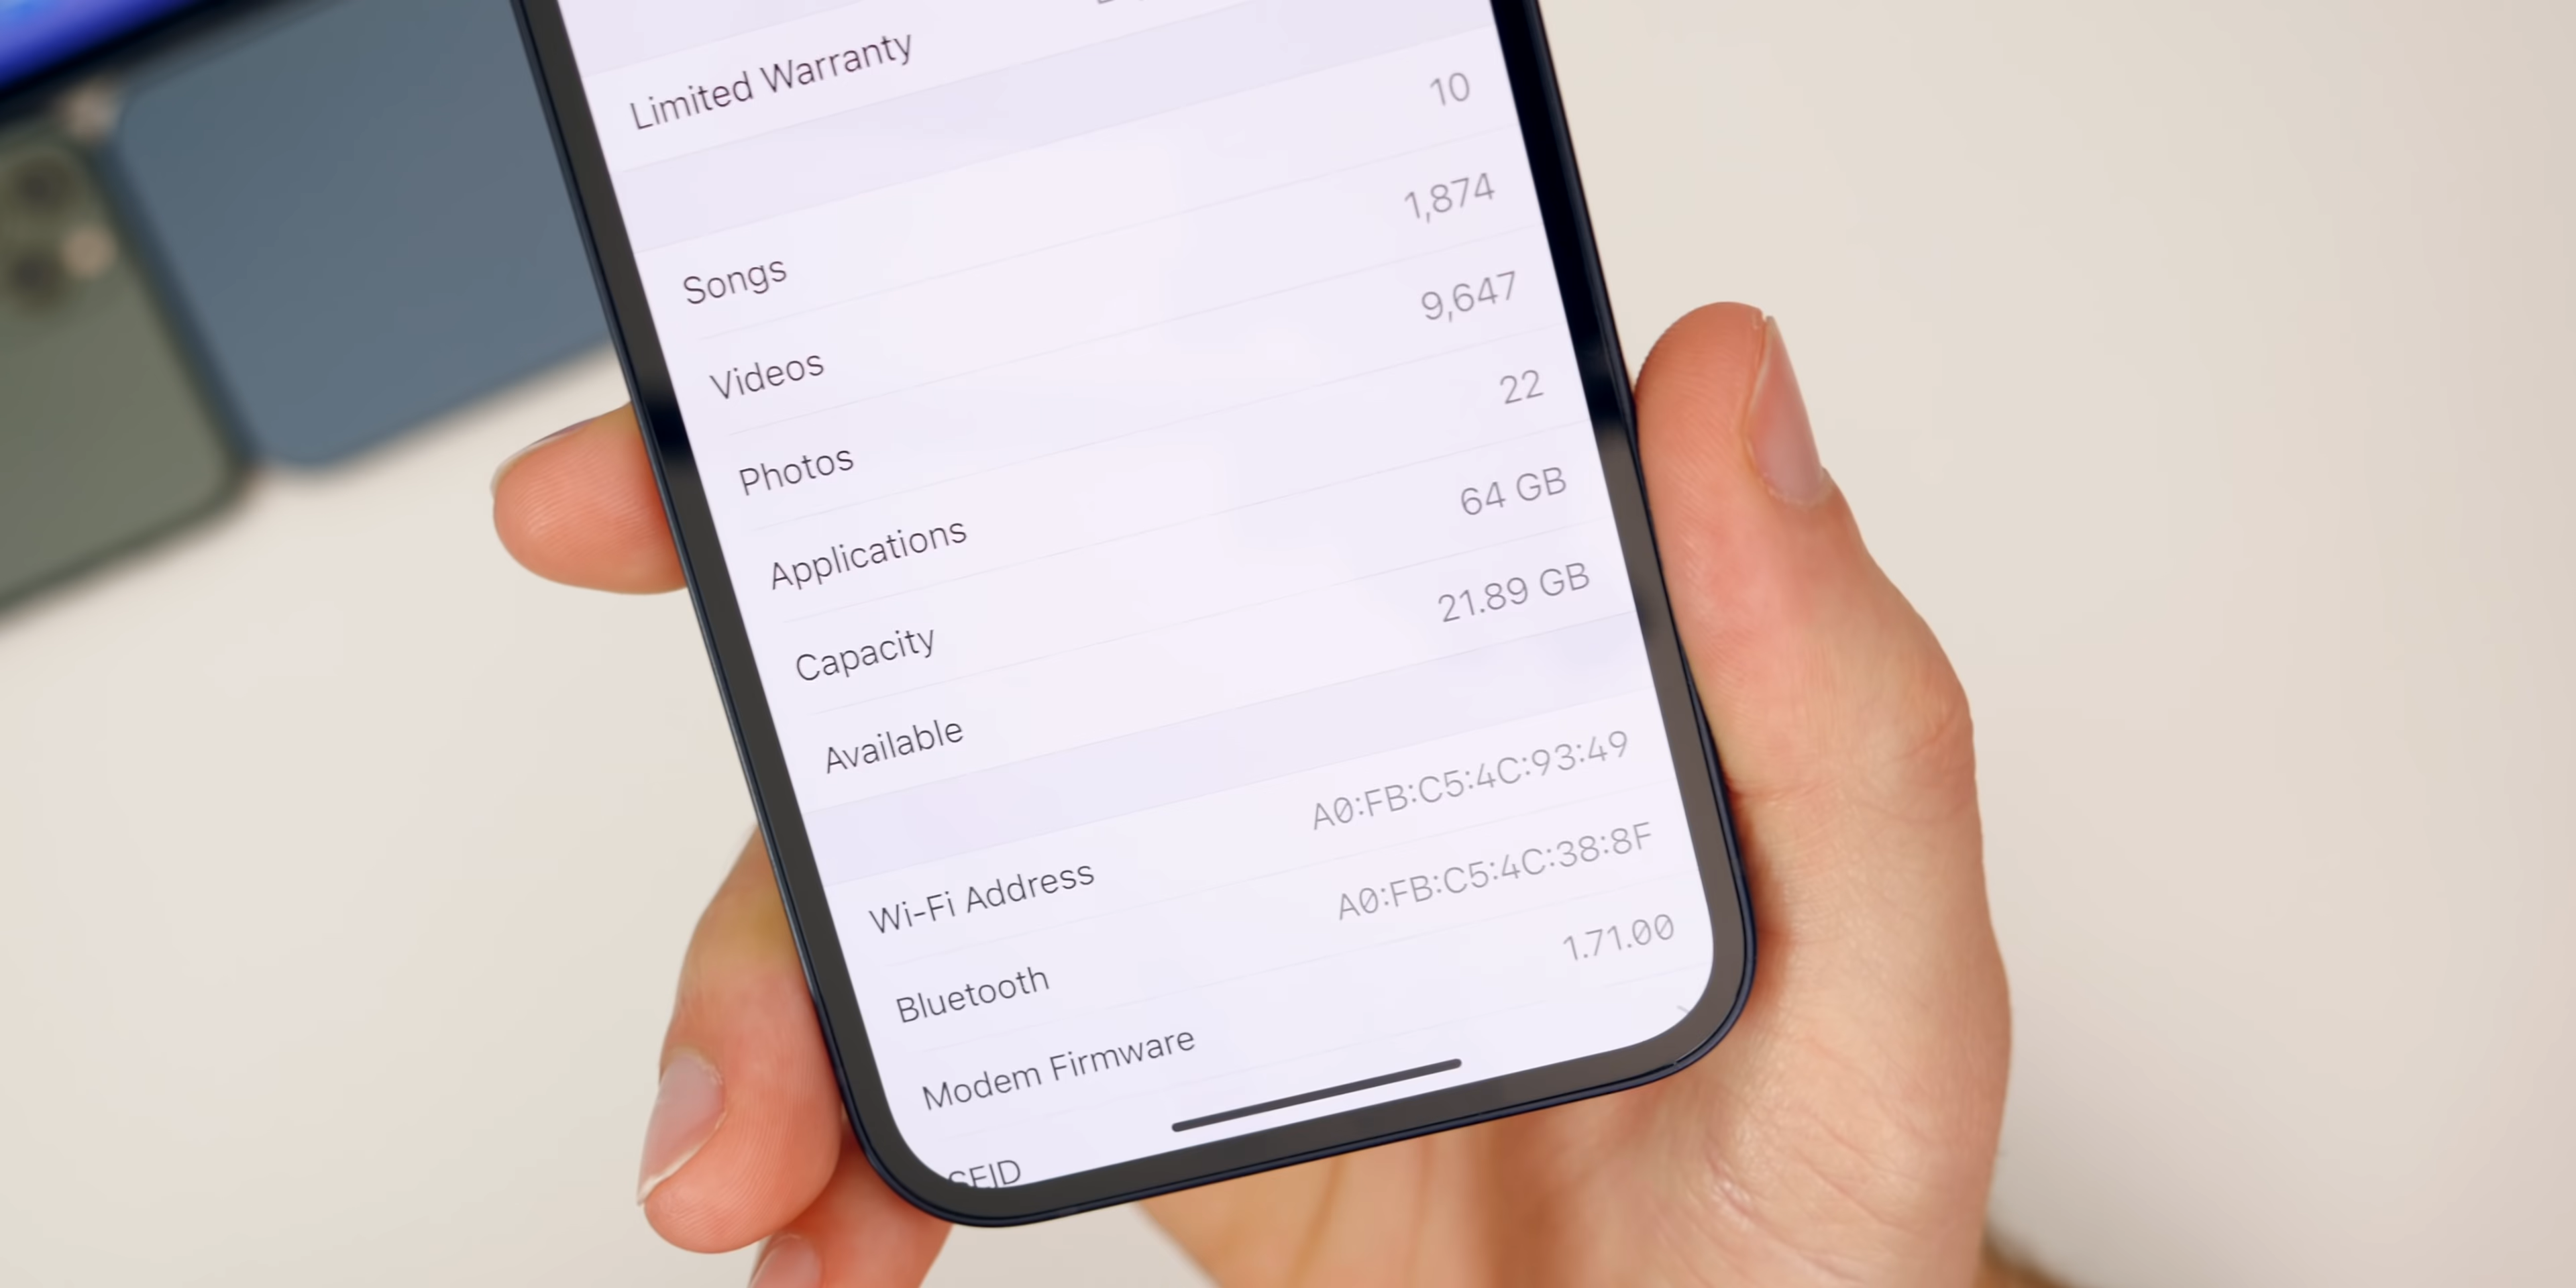 Limited Warranty
Songs 10
Videos 1,874
Photos 9,647
Applications 22
Capacity 64 GB
Available 21.89 GB
Wi-Fi Address A0:FB:C5:4C:93:49
Bluetooth A0:FB:C5:4C:38:8F
Modem Firmware 1.71.00
SEID